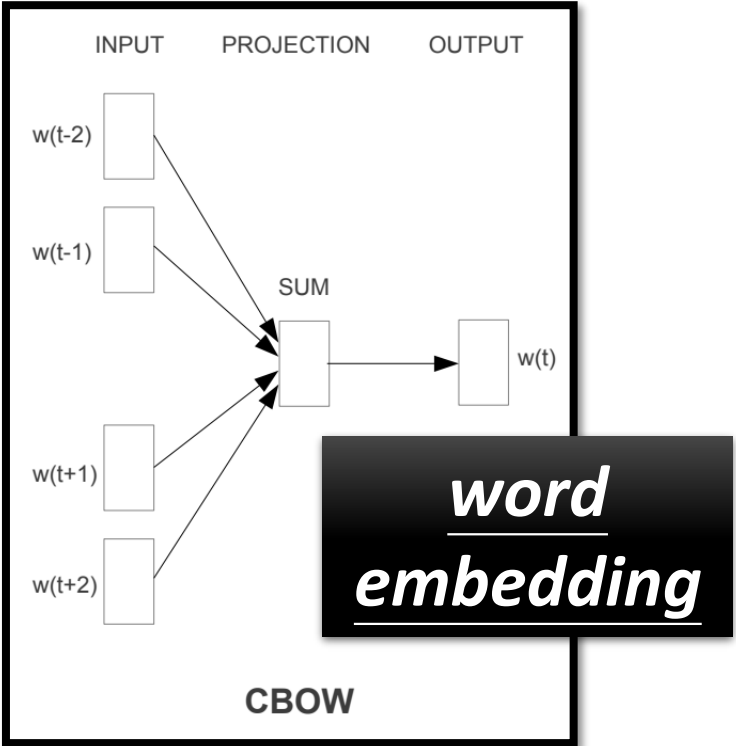 INPUT PROJECTION OUTPUT
w(t-2)
w(t-1)
SUM
w(t)
w(t+1)
w(t+2)
word
embedding
CBOW